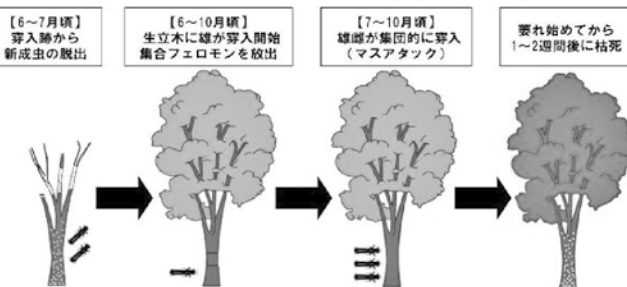 【6～7月頃】
穿入跡から
新成虫の脱出
【6～10月頃】
生立木に雄が穿入開始
集合フェロモンを放出
【7～10月頃】
雄雌が集団的に穿入
(マスアタック)
萎れ始めてから
1～2週間後に枯死